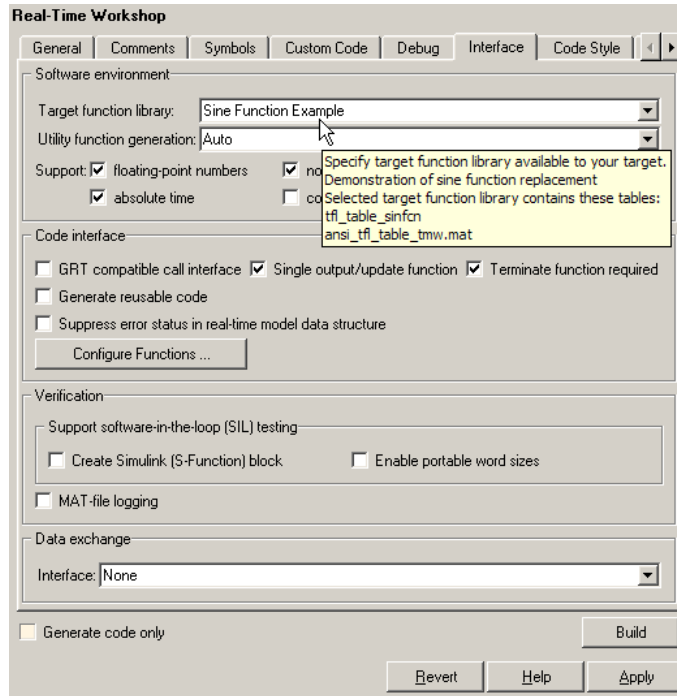 Real-Time Workshop
General Comments Symbols Custom Code Debug Interface Code Style
Software environment
Target function library: Sine Function Example
Utility function generation: Auto
Support: floating-point numbers
absolute time
Specify target function library available to your target.
Demonstration of sine function replacement
Selected target function library contains these tables:
tfl_table_sinfcn
ansi_tfl_table_tmw.mat
Code interface
GRT compatible call interface Single output/update function Terminate function required
Generate reusable code
Suppress error status in real-time model data structure
Configure Functions ...
Verification
Support software-in-the-loop (SIL) testing
Create Simulink (S-Function) block Enable portable word sizes
MAT-file logging
Data exchange
Interface: None
Generate code only Build
Revert Help Apply